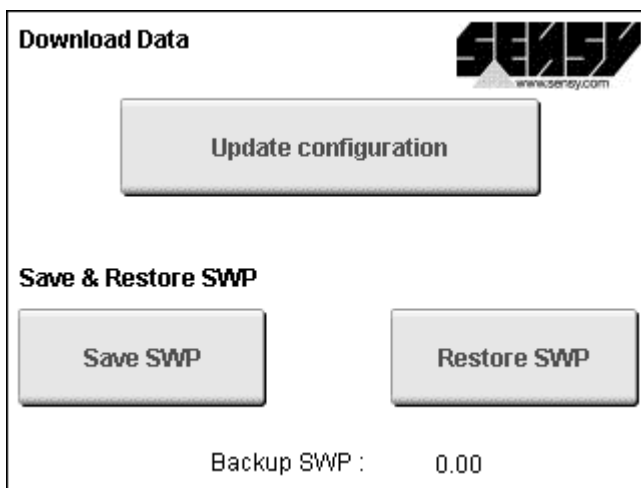 Download Data
SENSY
www.sensy.com
Update configuration
Save & Restore SWP
Save SWP
Restore SWP
Backup SWP : 0.00